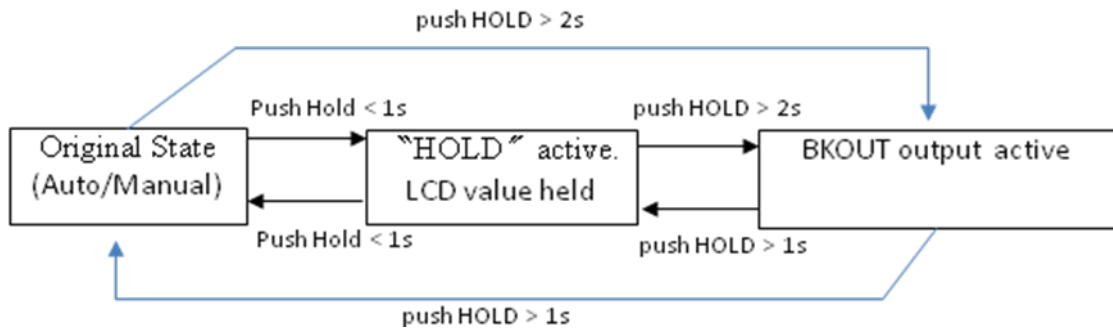 push HOLD > 2s
Push Hold < 1s
push HOLD > 2s
Original State
(Auto/Manual)
〝HOLD〞 active.
LCD value held
BKOUT output active
Push Hold < 1s
push HOLD > 1s
push HOLD > 1s